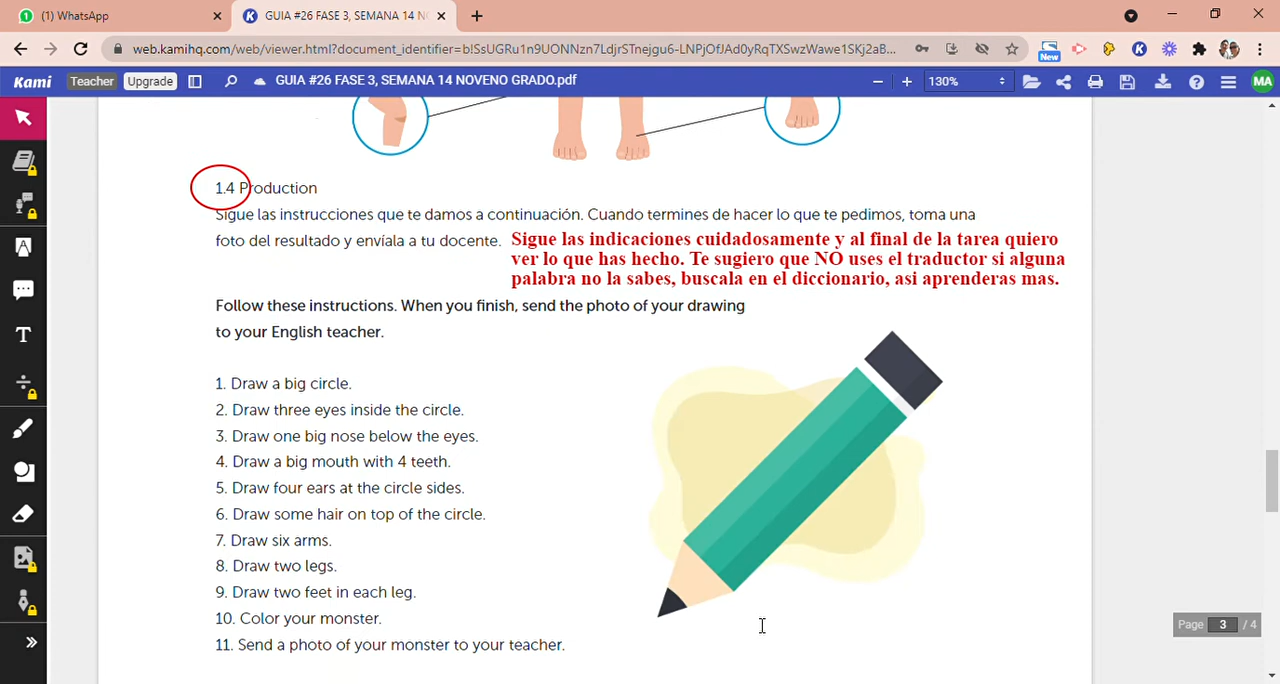 (1) WhatsApp
GUIA #26 FASE 3, SEMANA 14 NO
web.kamihq.com/web/viewer.html?document_identifier=
New
Kami Teacher Upgrade GUIA #26 FASE 3, SEMANA 14 NOVENO GRADO.pdf 130% MA
1.4 Production
Sigue las instrucciones que te damos a continuación. Cuando termines de hacer lo que te pedimos, toma una
foto del resultado y envíala a tu docente.
Sigue las indicaciones cuidadosamente y al final de la tarea quiero
ver lo que has hecho. Te sugiero que NO uses el traductor si alguna
palabra no la sabes, buscala en el diccionario, asi aprenderas mas.
Follow these instructions. When you finish, send the photo of your drawing
to your English teacher.
1. Draw a big circle.
2. Draw three eyes inside the circle.
3. Draw one big nose below the eyes.
4. Draw a big mouth with 4 teeth.
5. Draw four ears at the circle sides.
6. Draw some hair on top of the circle.
7. Draw six arms.
8. Draw two legs.
9. Draw two feet in each leg.
10. Color your monster.
11. Send a photo of your monster to your teacher.
Page 3 / 4